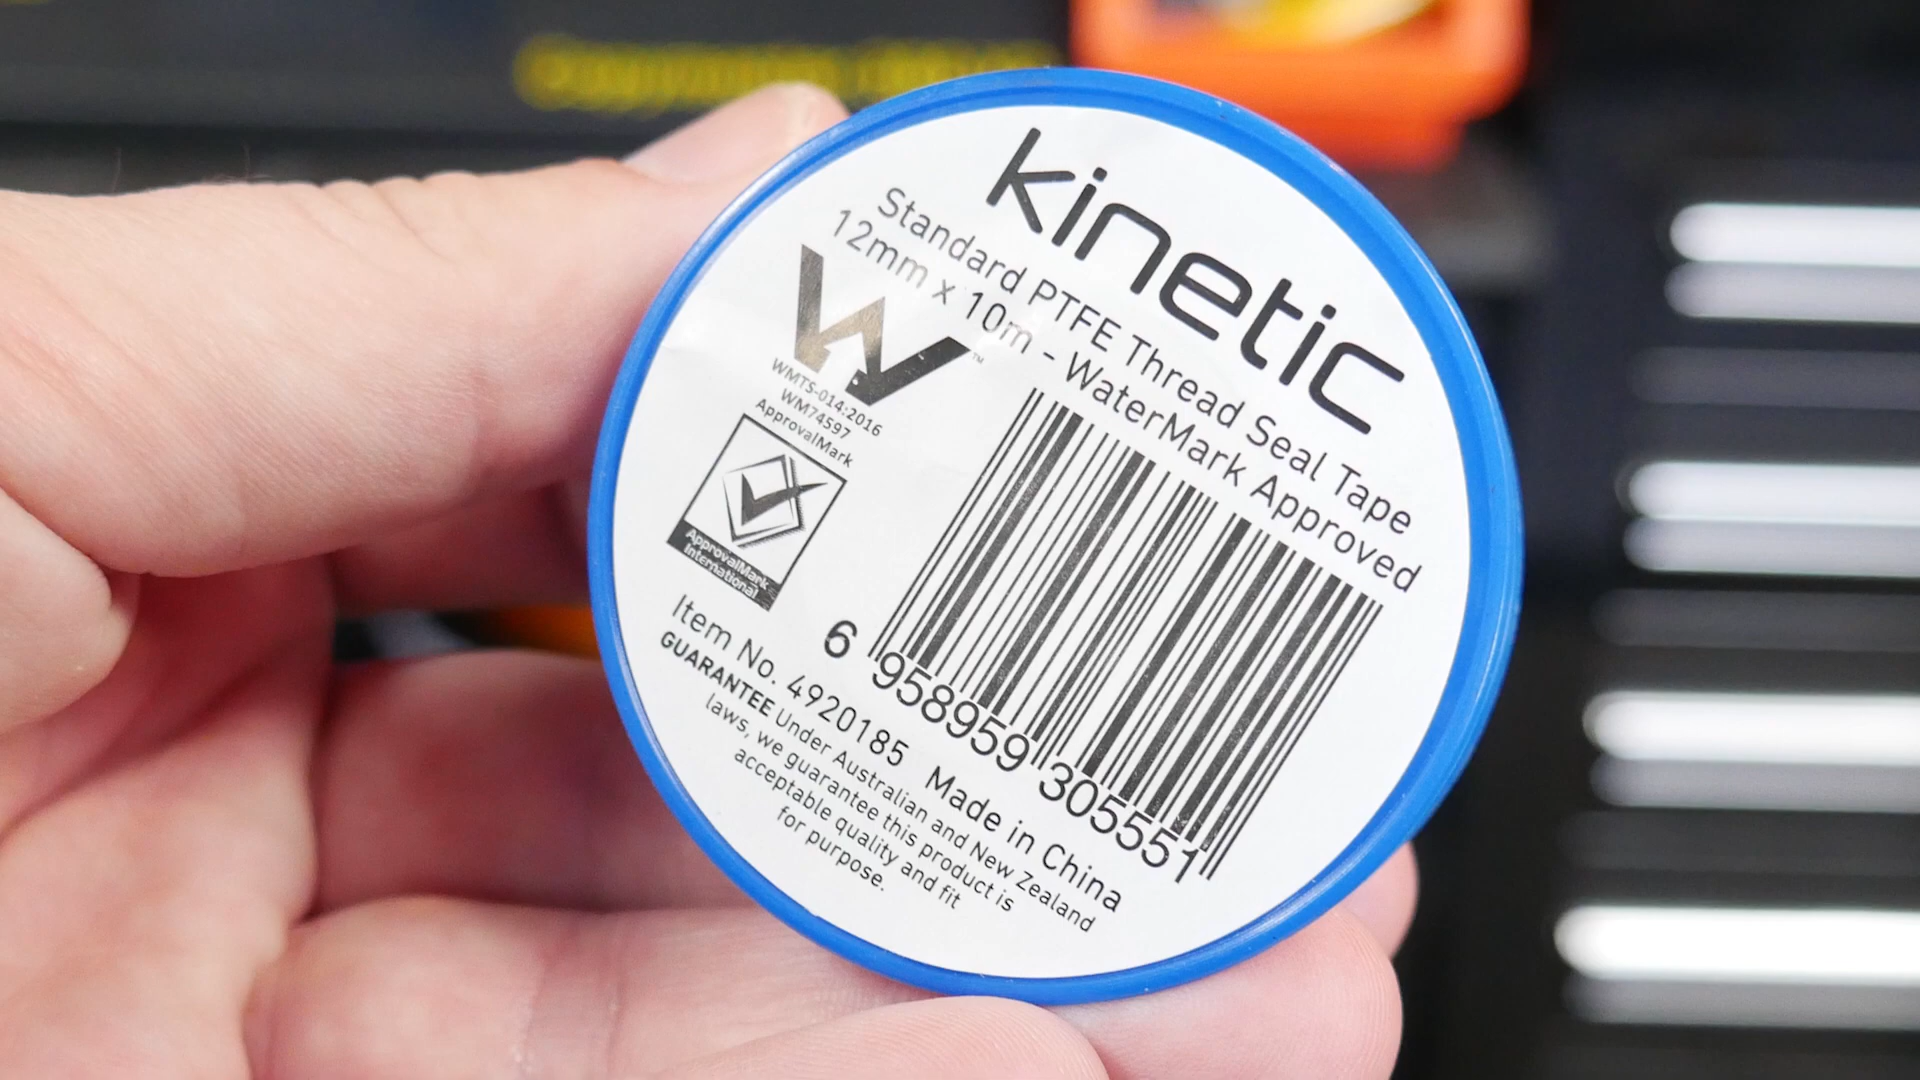 kinetic
Standard PTFE Thread Seal Tape
12mm x 10m - WaterMark Approved
™
WMTS-014:2016
WM74597
ApprovalMark
ApprovalMark
International
6 958959 305551
Item No. 4920185 Made in China
GUARANTEE Under Australian and New Zealand
laws, we guarantee this product is
acceptable quality and fit
for purpose.